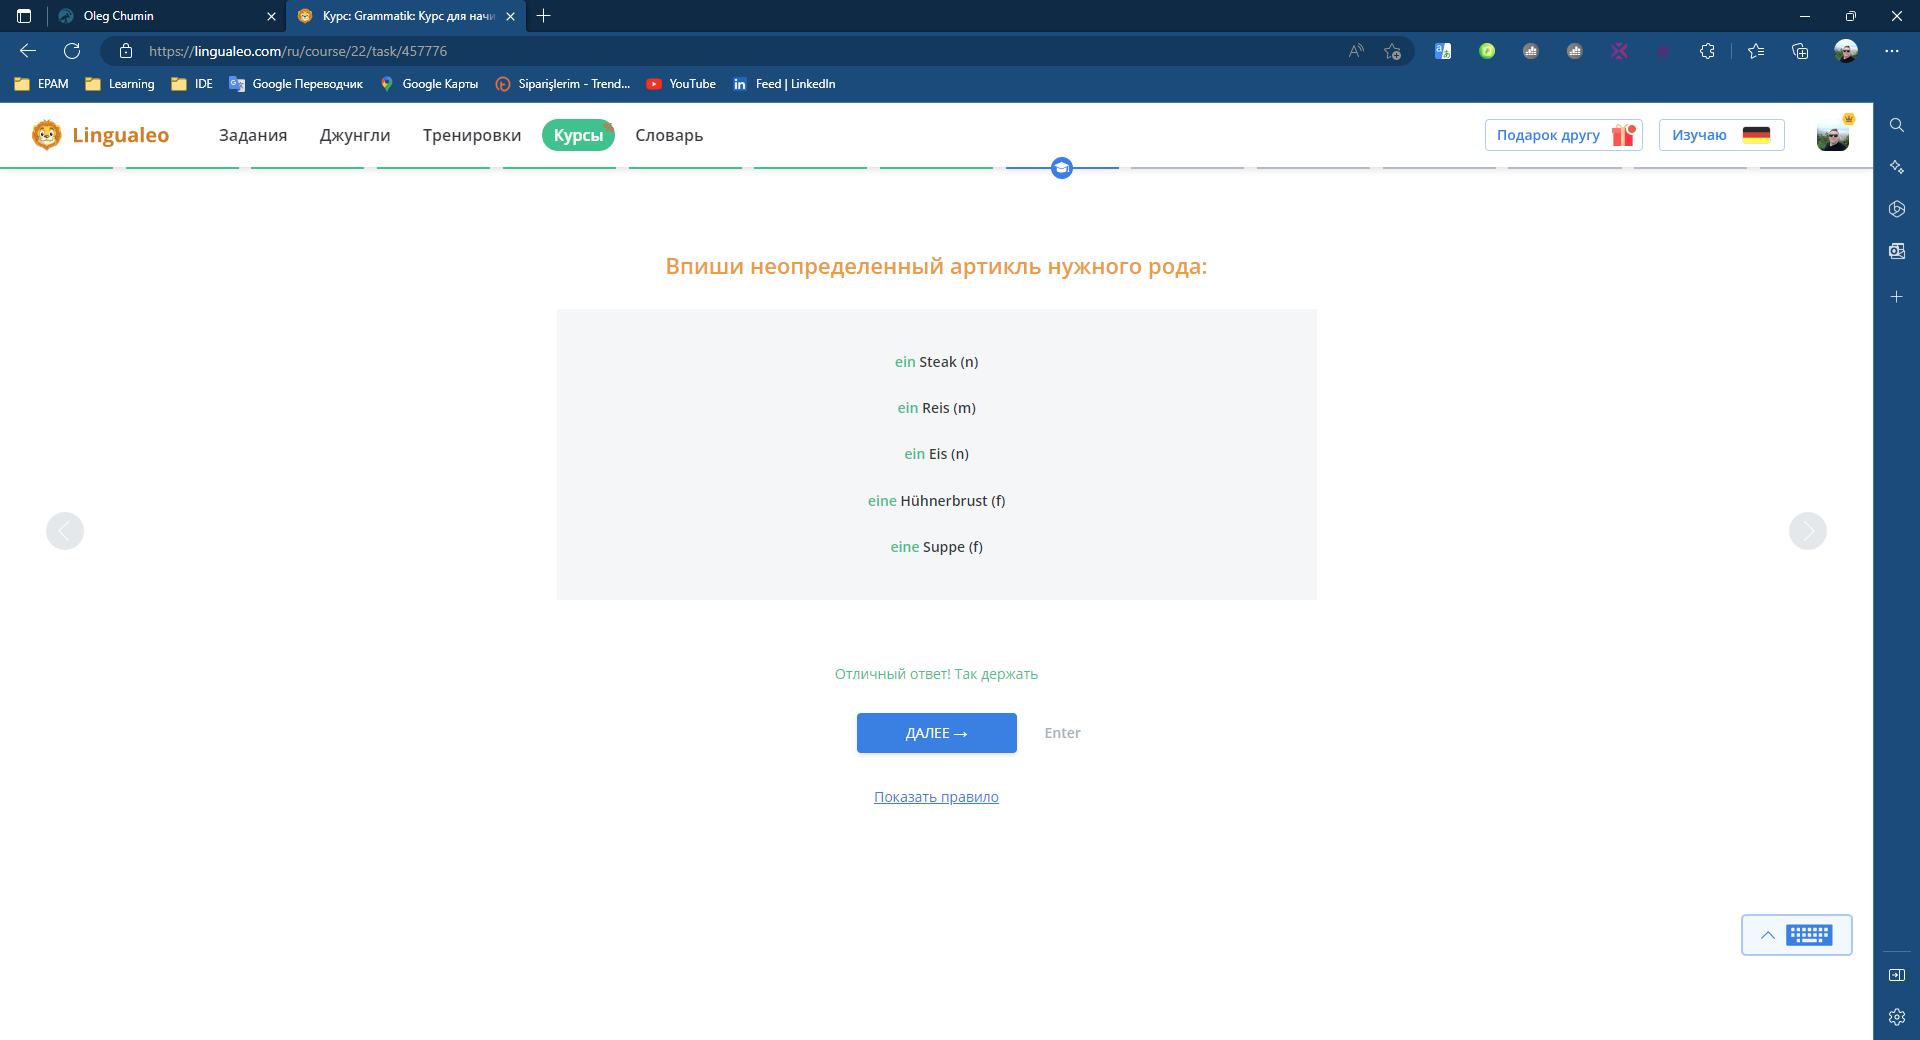 Oleg Chumin
Курс: Grammatik: Курс для начи
https://lingualeo.com/ru/course/22/task/457776
EPAM
Learning
IDE
Google Переводчик
Google Карты
Siparişlerim - Trend...
YouTube
Feed | LinkedIn
Lingualeo
Задания
Джунгли
Тренировки
Курсы
Словарь
Подарок другу
Изучаю
Впиши неопределенный артикль нужного рода:
ein Steak (n)
ein Reis (m)
ein Eis (n)
eine Hühnerbrust (f)
eine Suppe (f)
Отличный ответ! Так держать
ДАЛЕЕ →
Enter
Показать правило